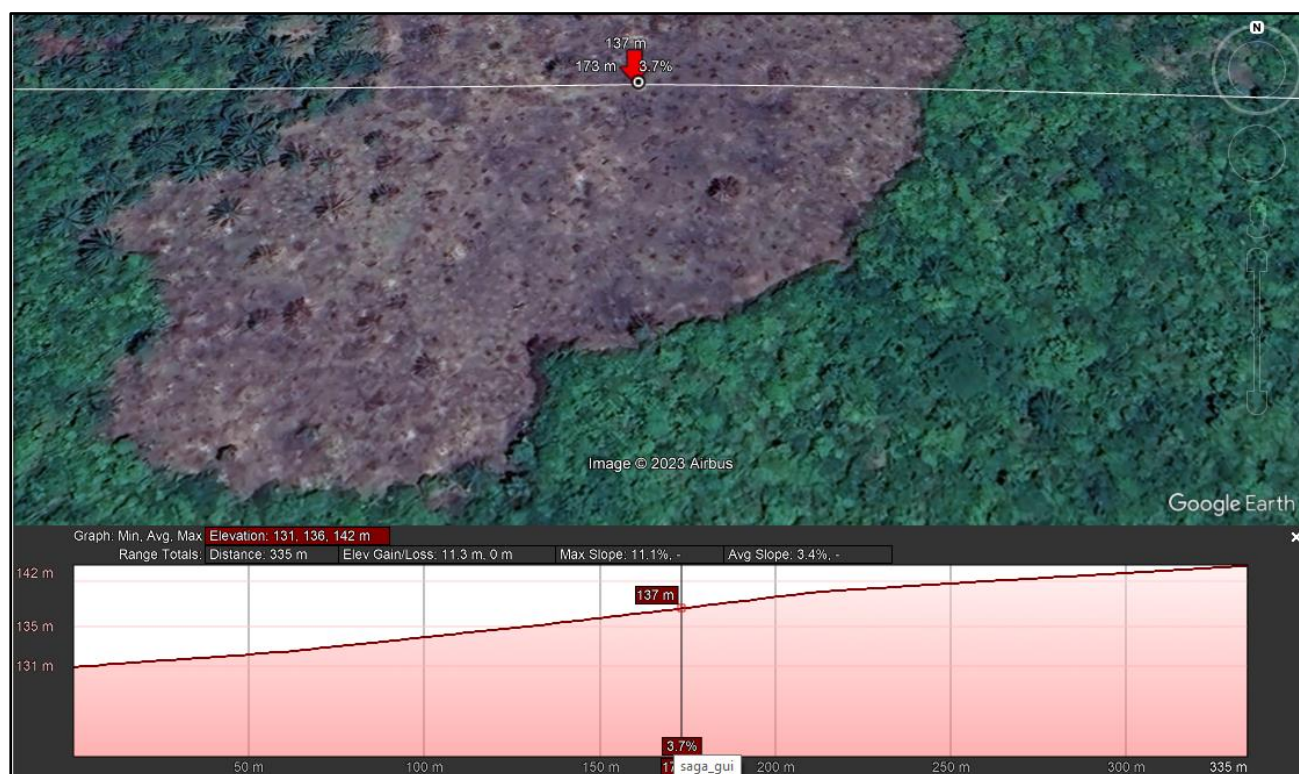 N
137 m
173 m 3.7%
Image © 2023 Airbus
Google Earth
Graph: Min, Avg, Max Elevation: 131, 136, 142 m
Range Totals: Distance: 335 m Elev Gain/Loss: 11.3 m, 0 m Max Slope: 11.1%, - Avg Slope: 3.4%, -
142 m
137 m
135 m
131 m
3.7%
50 m 100 m 150 m saga_gui 200 m 250 m 300 m 335 m